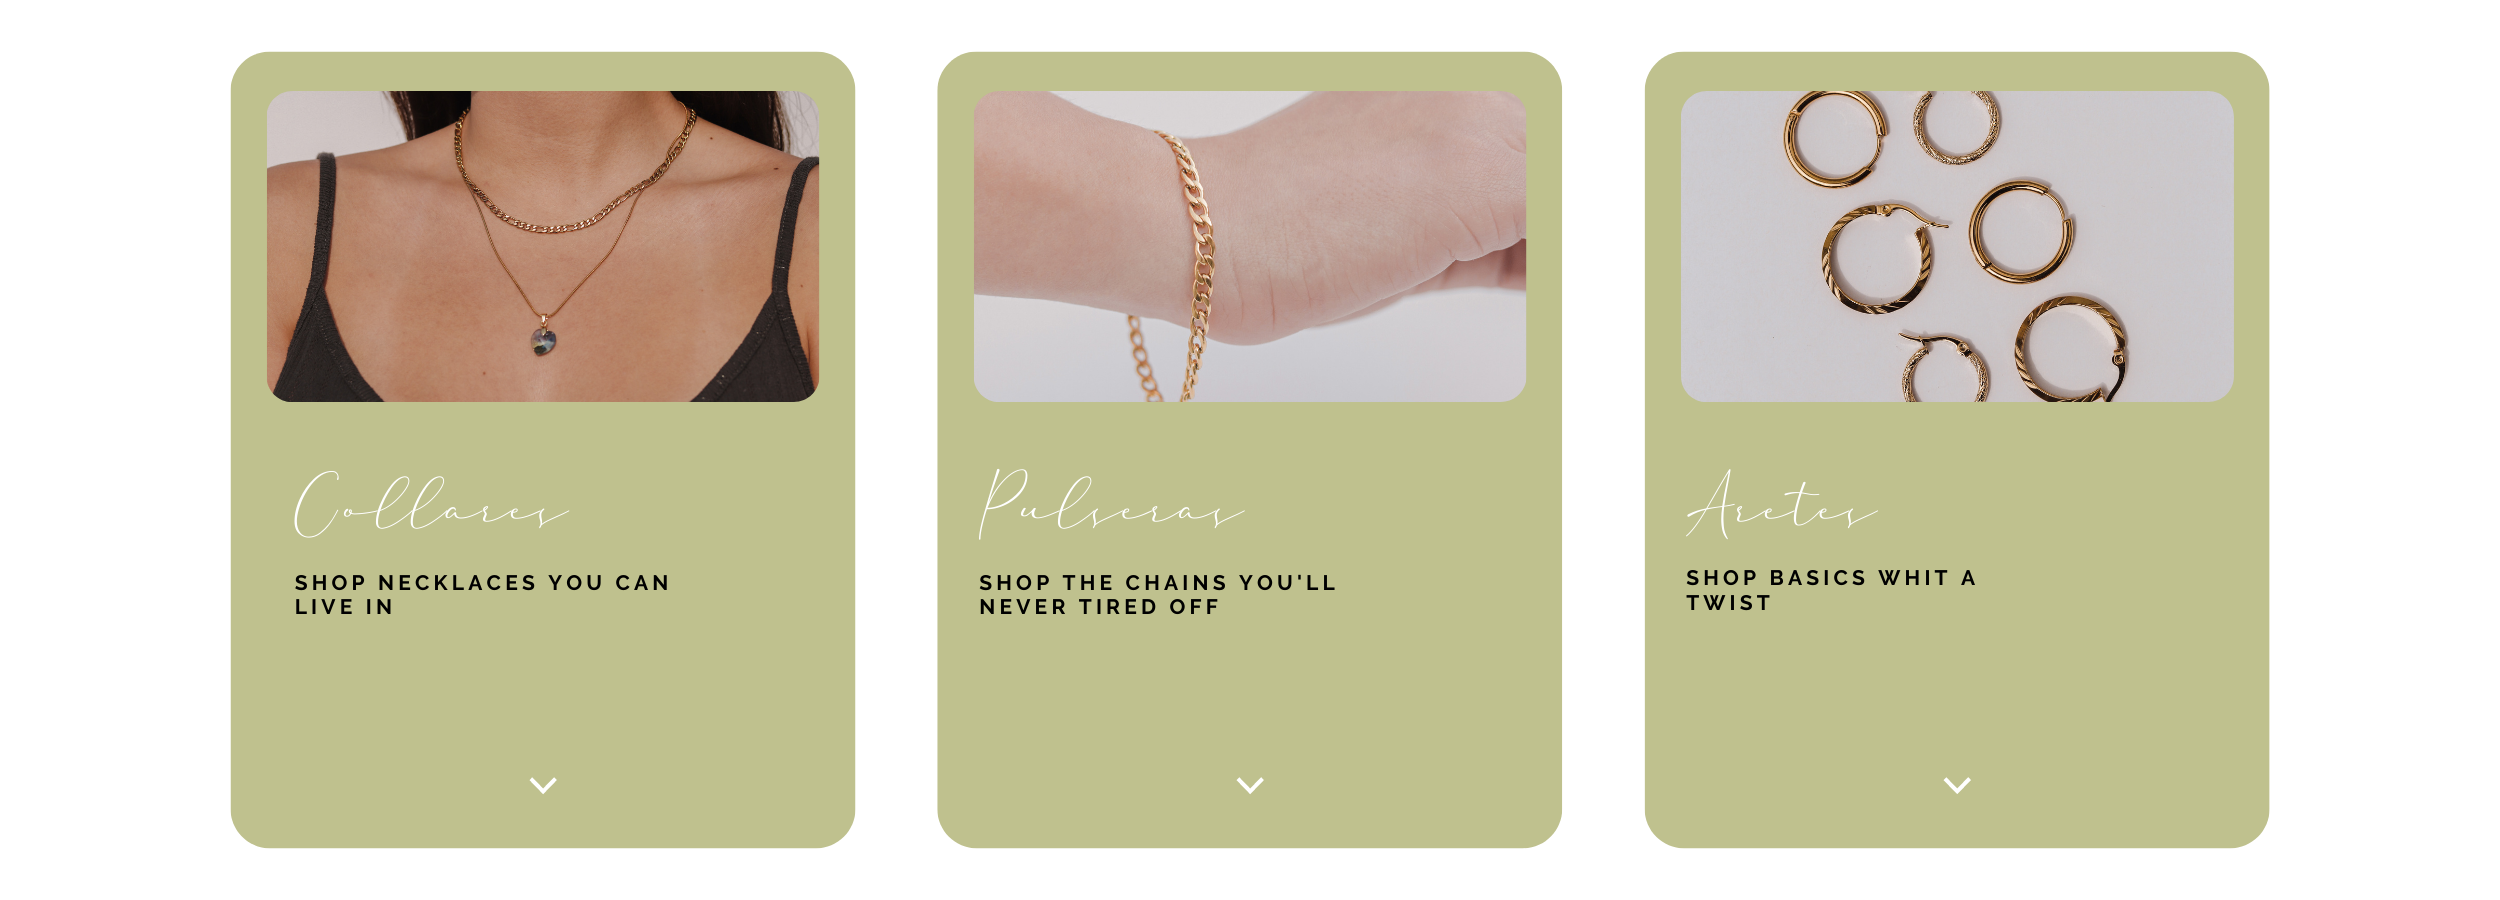 Collares
SHOP NECKLACES YOU CAN
LIVE IN
Pulseras
SHOP THE CHAINS YOU'LL
NEVER TIRED OFF
Aretes
SHOP BASICS WHIT A
TWIST